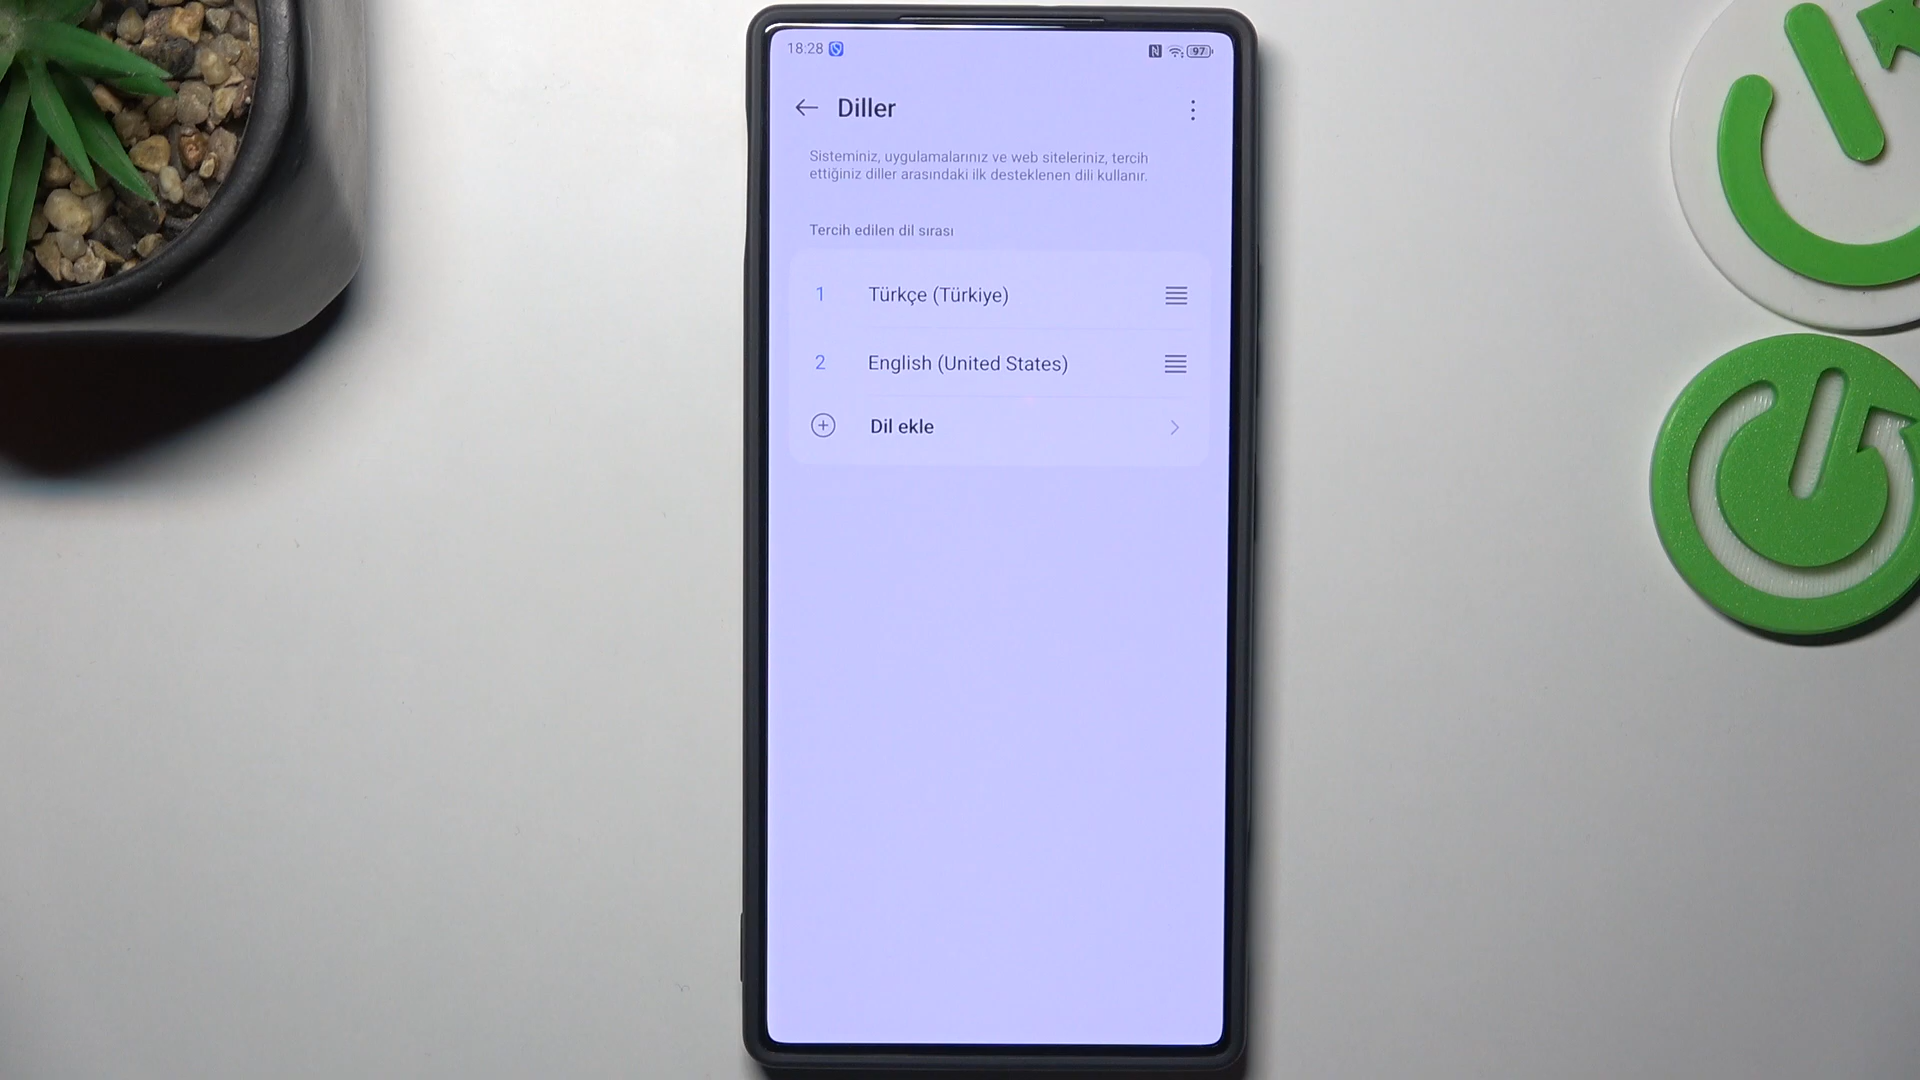 18:28
97
Diller
Sisteminiz, uygulamalarınız ve web siteleriniz, tercih
ettiğiniz diller arasındaki ilk desteklenen dili kullanır.
Tercih edilen dil sırası
1 Türkçe (Türkiye)
2 English (United States)
Dil ekle